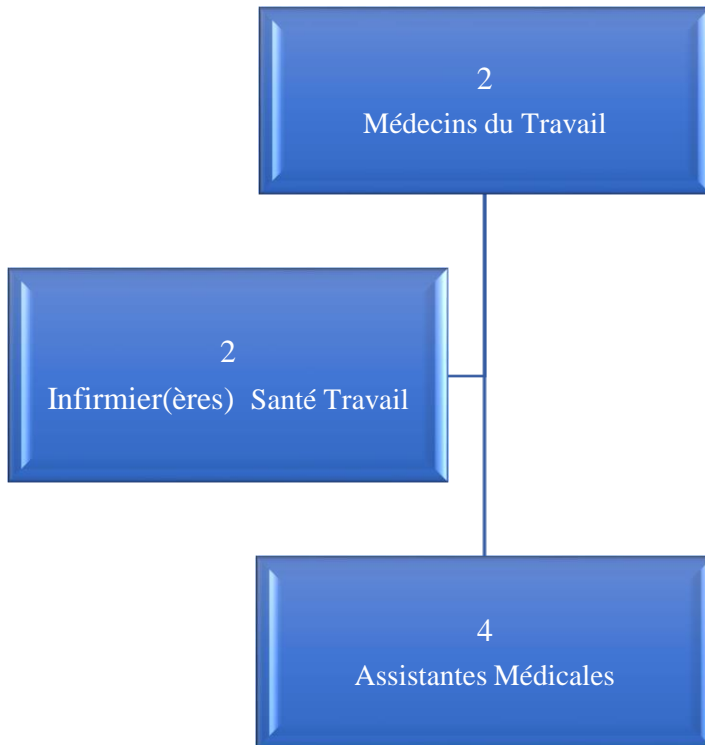 2
Médecins du Travail
2
Infirmier(ères) Santé Travail
4
Assistantes Médicales